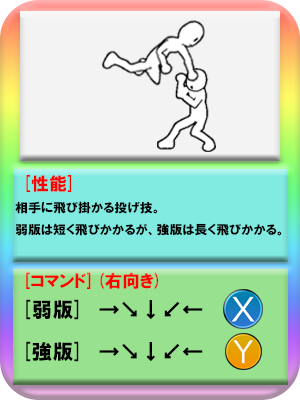 [性能]
相手に飛び掛かる投げ技。
弱版は短く飛びかかるが、強版は長く飛びかかる。
[コマンド] (右向き)
[弱版] →↘↓↙← X
[強版] →↘↓↙← Y